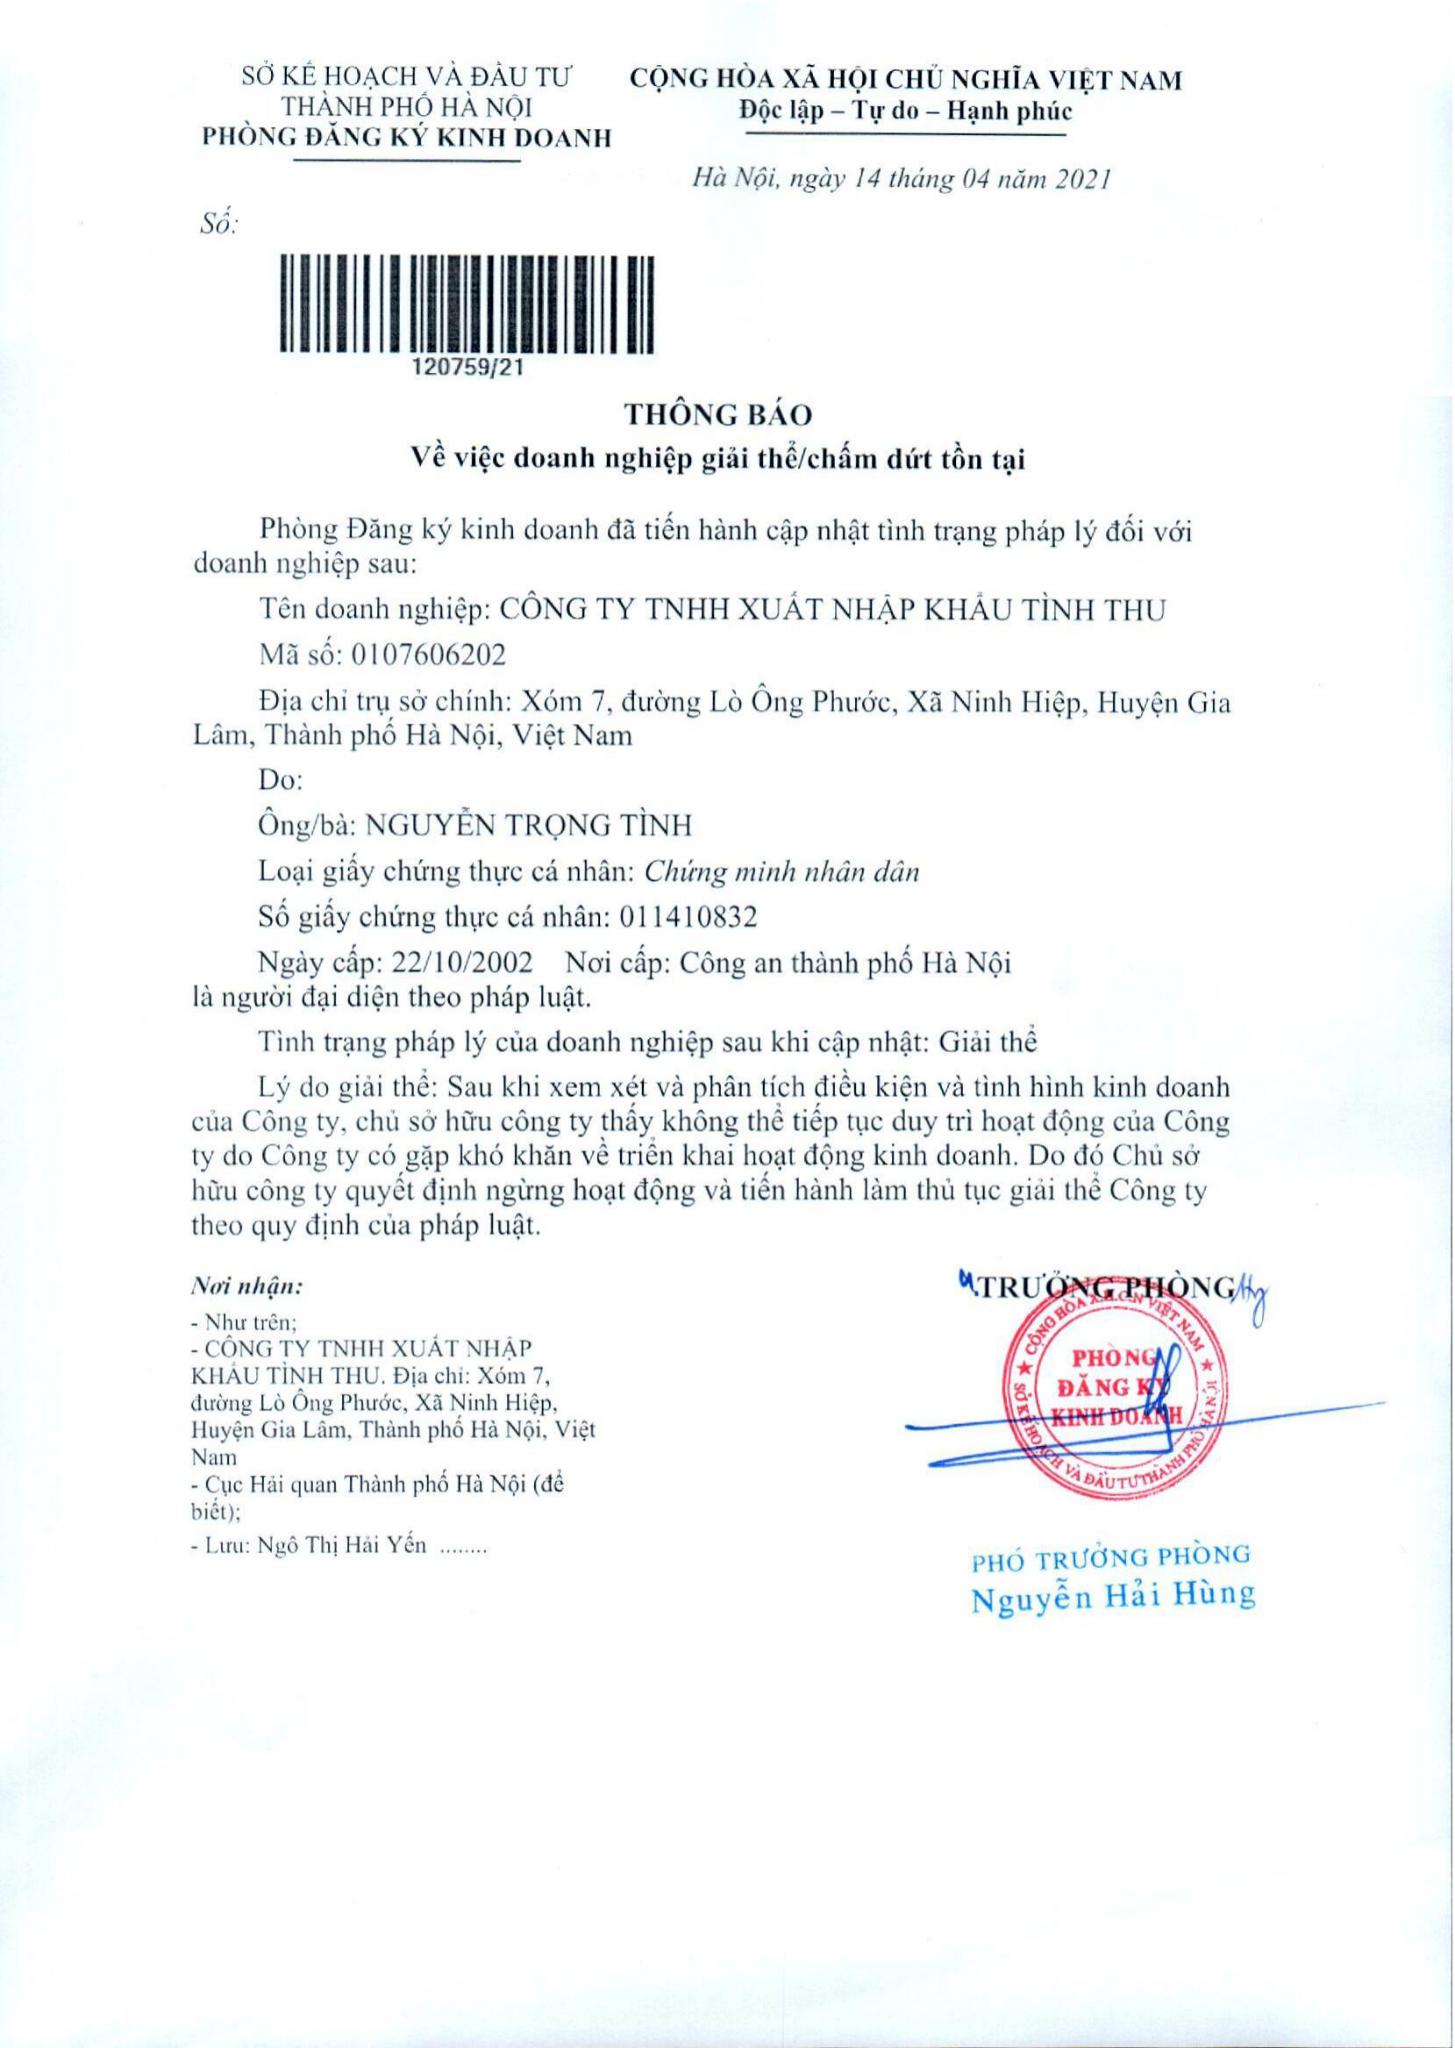 SỞ KẾ HOẠCH VÀ ĐẦU TƯ
THÀNH PHỐ HÀ NỘI
PHÒNG ĐĂNG KÝ KINH DOANH
CỘNG HÒA XÃ HỘI CHỦ NGHĨA VIỆT NAM
Độc lập – Tự do – Hạnh phúc
Hà Nội, ngày 14 tháng 04 năm 2021
Số:
120759/21
THÔNG BÁO
Về việc doanh nghiệp giải thể/chấm dứt tồn tại
Phòng Đăng ký kinh doanh đã tiến hành cập nhật tình trạng pháp lý đối với
doanh nghiệp sau:
Tên doanh nghiệp: CÔNG TY TNHH XUẤT NHẬP KHẨU TÌNH THU
Mã số: 0107606202
Địa chỉ trụ sở chính: Xóm 7, đường Lò Ông Phước, Xã Ninh Hiệp, Huyện Gia
Lâm, Thành phố Hà Nội, Việt Nam
Do:
Ông/bà: NGUYỄN TRỌNG TÌNH
Loại giấy chứng thực cá nhân: Chứng minh nhân dân
Số giấy chứng thực cá nhân: 011410832
Ngày cấp: 22/10/2002 Nơi cấp: Công an thành phố Hà Nội
là người đại diện theo pháp luật.
Tình trạng pháp lý của doanh nghiệp sau khi cập nhật: Giải thể
Lý do giải thể: Sau khi xem xét và phân tích điều kiện và tình hình kinh doanh
của Công ty, chủ sở hữu công ty thấy không thể tiếp tục duy trì hoạt động của Công
ty do Công ty có gặp khó khăn về triển khai hoạt động kinh doanh. Do đó Chủ sở
hữu công ty quyết định ngừng hoạt động và tiến hành làm thủ tục giải thể Công ty
theo quy định của pháp luật.
Nơi nhận:
- Như trên;
- CÔNG TY TNHH XUẤT NHẬP
KHẨU TÌNH THU. Địa chỉ: Xóm 7,
đường Lò Ông Phước, Xã Ninh Hiệp,
Huyện Gia Lâm, Thành phố Hà Nội, Việt
Nam
- Cục Hải quan Thành phố Hà Nội (để
biết);
- Lưu: Ngô Thị Hải Yến ........
TRƯỞNG PHÒNG
CỘNG HÒA X.H.C.N VIỆT NAM
PHÒNG
ĐĂNG KÝ
KINH DOANH
SỞ KẾ HOẠCH VÀ ĐẦU TƯ THÀNH PHỐ HÀ NỘI
PHÓ TRƯỞNG PHÒNG
Nguyễn Hải Hùng